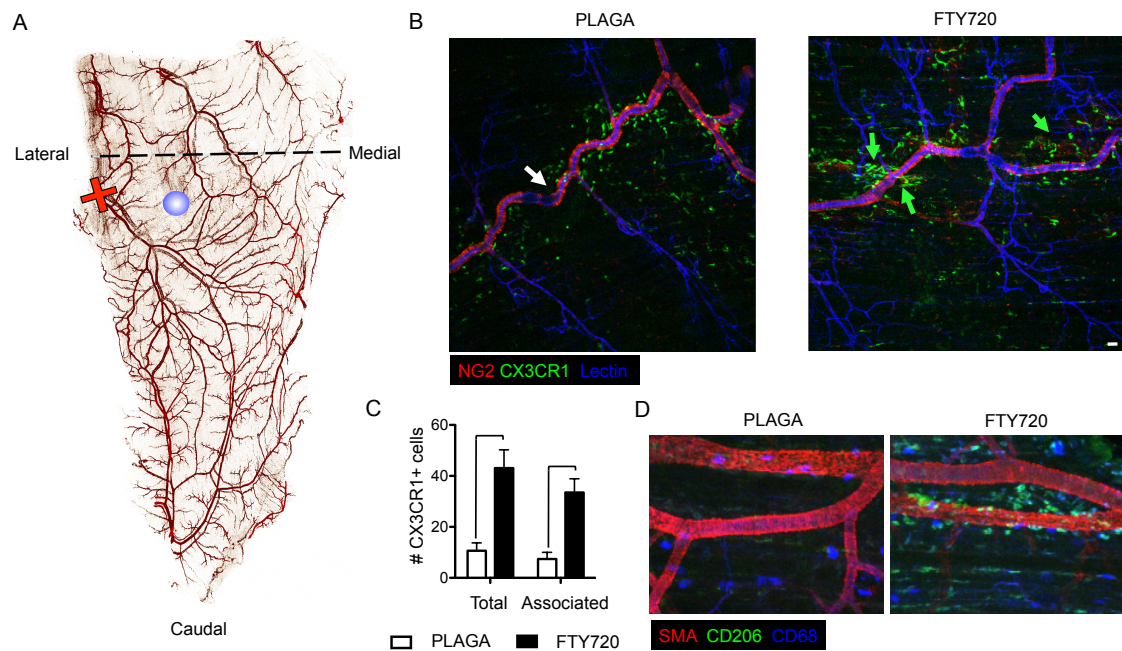 A
Lateral
Medial
Caudal
B
PLAGA
FTY720
NG2 CX3CR1 Lectin
C
# CX3CR1+ cells
60
40
20
0
Total Associated
PLAGA FTY720
D
PLAGA
FTY720
SMA CD206 CD68